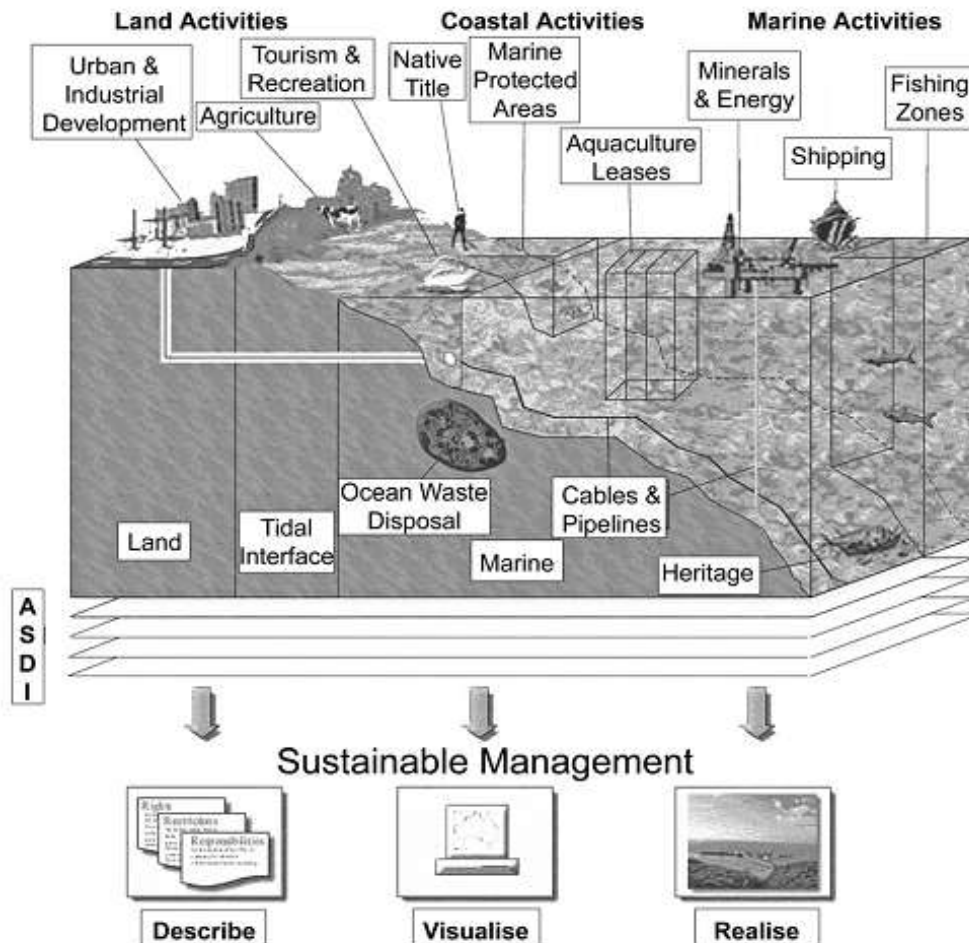 Land Activities
Coastal Activities
Marine Activities
Urban &
Industrial
Development
Agriculture
Tourism &
Recreation
Native
Title
Marine
Protected
Areas
Aquaculture
Leases
Minerals
& Energy
Shipping
Fishing
Zones
Ocean Waste
Disposal
Cables &
Pipelines
Heritage
Land
Tidal
Interface
Marine
A
S
D
I
Sustainable Management
Rights
Restrictions
Responsibilities
Describe
Visualise
Realise